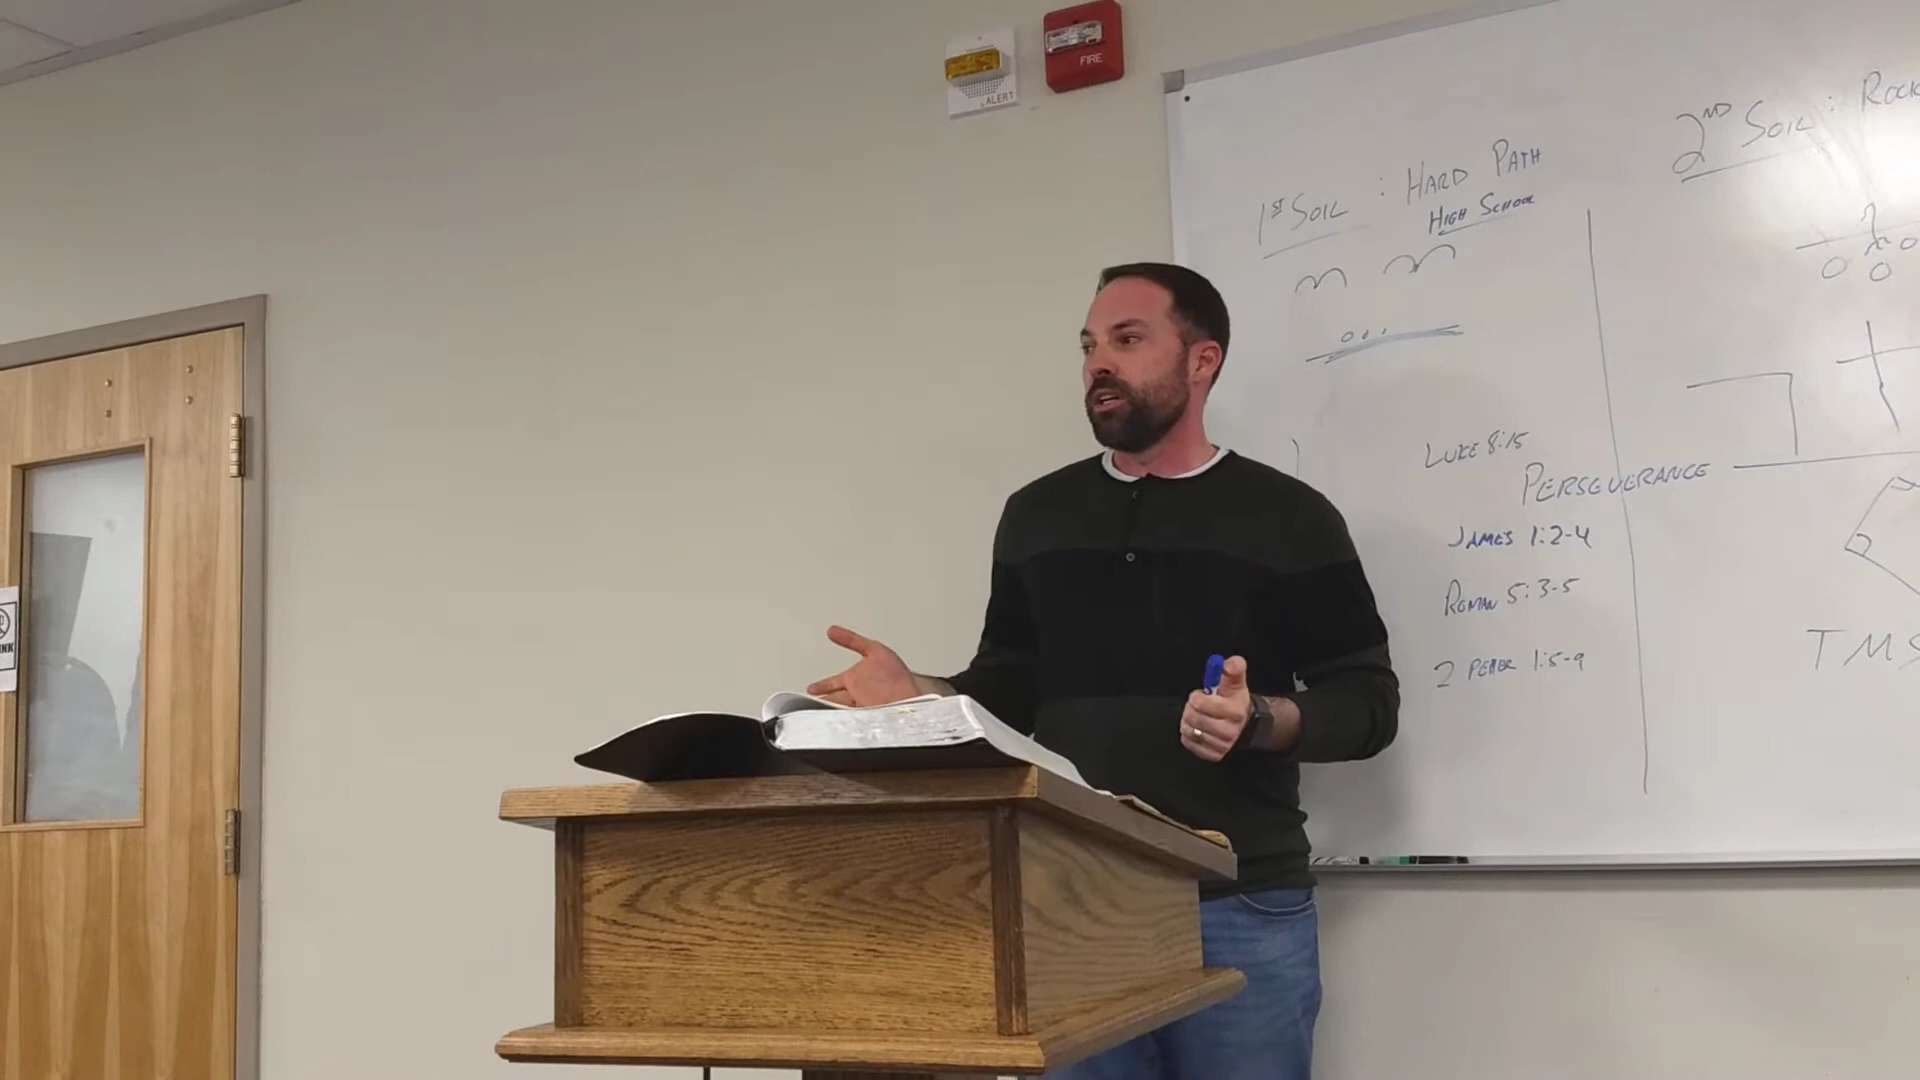 FIRE
ALERT
1ST SOIL : HARD PATH
HIGH SCHOOL
2ND SOIL : ROCK
LUKE 8:15
PERSEVERANCE
JAMES 1:2-4
ROMAN 5:3-5
2 PETER 1:5-9
TMS
INK